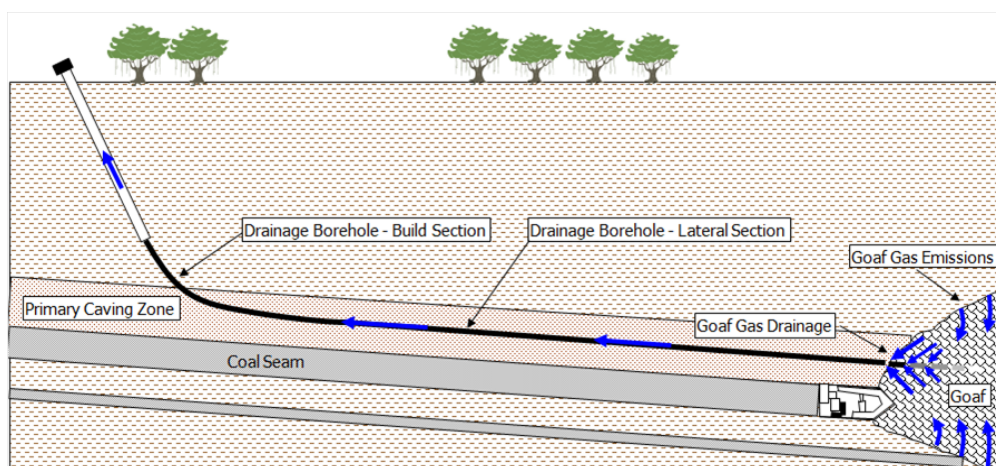 Drainage Borehole - Build Section
Drainage Borehole - Lateral Section
Goaf Gas Emissions
Primary Caving Zone
Goaf Gas Drainage
Coal Seam
Goaf